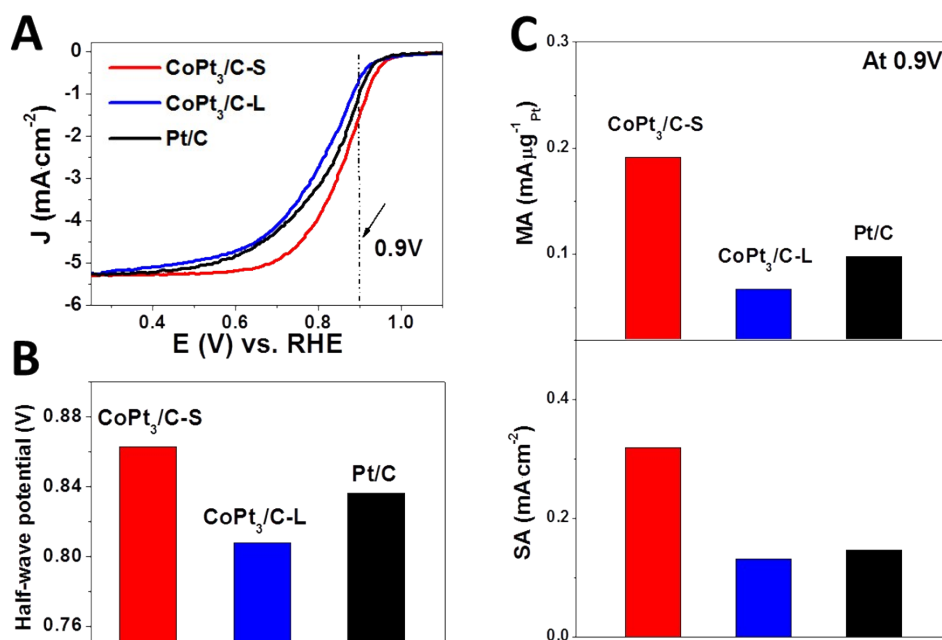 A
0
-1
-2
-3
-4
-5
-6
J (mA.cm⁻²)
CoPt₃/C-S
CoPt₃/C-L
Pt/C
0.9V
0.4
0.6
0.8
1.0
E (V) vs. RHE
B
0.88
0.84
0.80
0.76
Half-wave potential (V)
CoPt₃/C-S
CoPt₃/C-L
Pt/C
C
At 0.9V
0.3
0.2
0.1
MA (mAμg⁻¹Pt)
CoPt₃/C-S
CoPt₃/C-L
Pt/C
0.4
0.2
0.0
SA (mAcm⁻²)